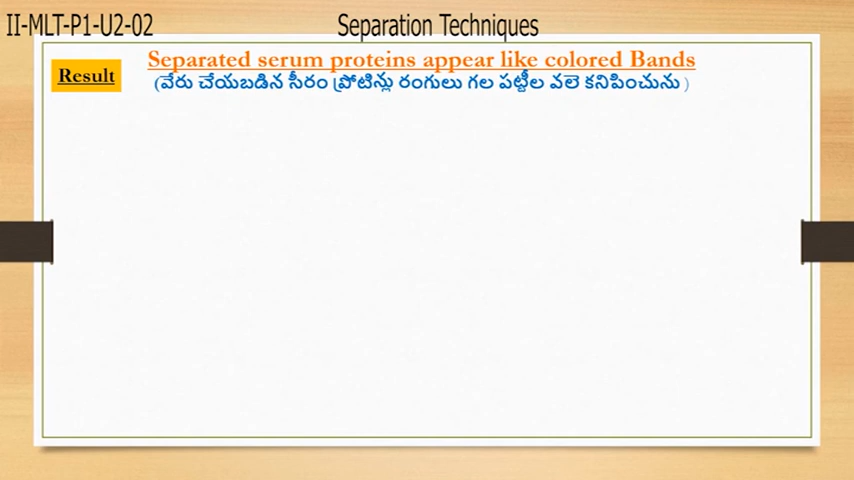 II-MLT-P1-U2-02 Separation Techniques
Separated serum proteins appear like colored Bands
Result
(వేరు చేయబడిన సీరం ప్రోటిన్లు రంగులు గల పట్టీల వలె కనిపించును )